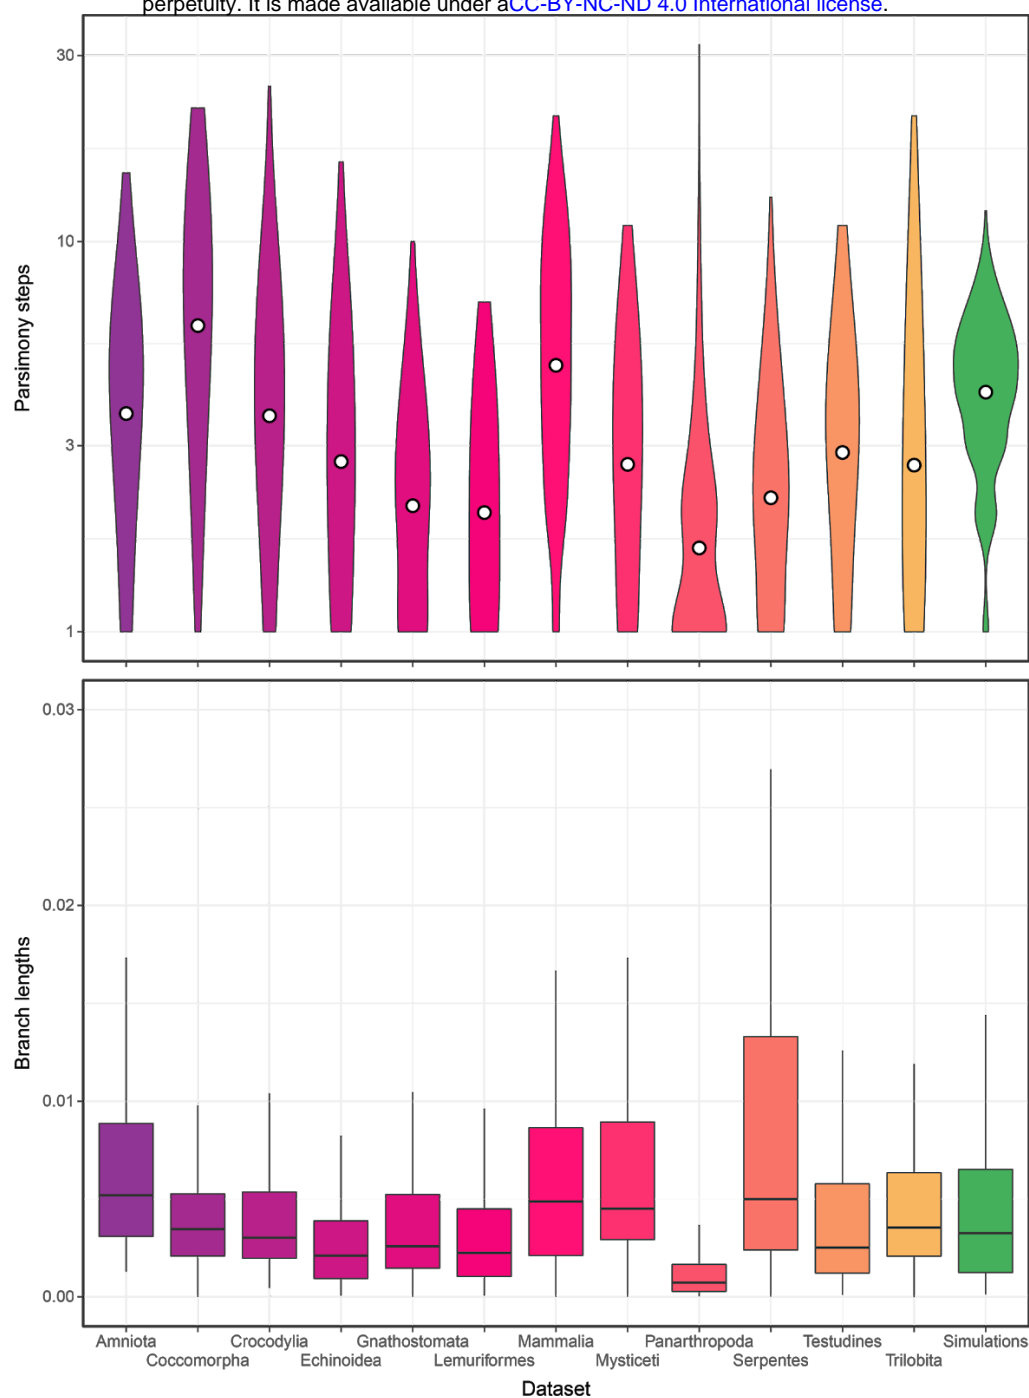 perpetuity. It is made available under aCC-BY-NC-ND 4.0 International license.
30
10
3
1
Parsimony steps
0.03
0.02
0.01
0.00
Branch lengths
Amniota
Coccomorpha
Crocodylia
Echinoidea
Gnathostomata
Lemuriformes
Mammalia
Mysticeti
Panarthropoda
Serpentes
Testudines
Trilobita
Simulations
Dataset